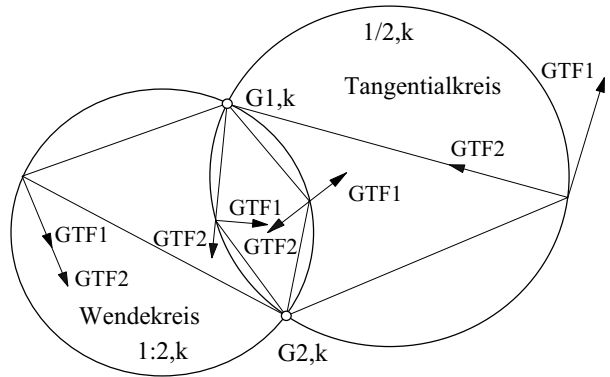 1/2,k
GTF1
G1,k
Tangentialkreis
GTF2
GTF1
GTF1
GTF2
GTF1
GTF2
GTF2
Wendekreis
1:2,k
G2,k